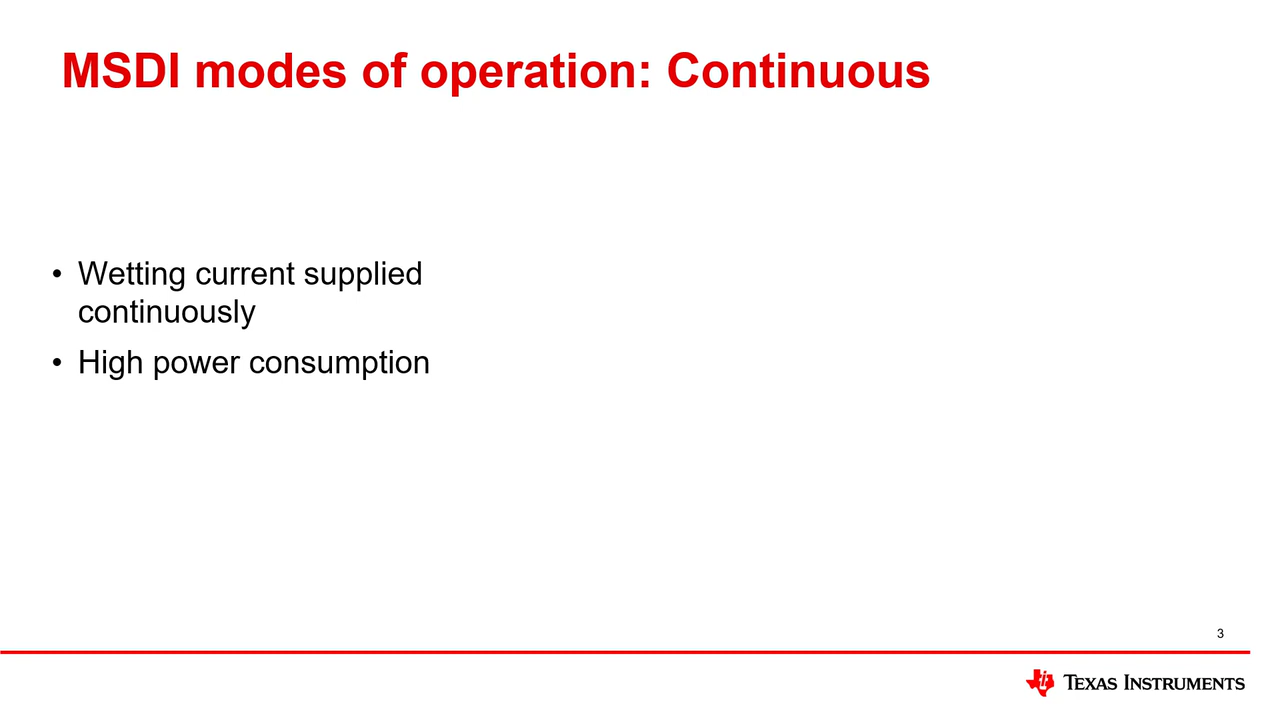 MSDI modes of operation: Continuous
• Wetting current supplied
continuously
• High power consumption
3
TEXAS INSTRUMENTS